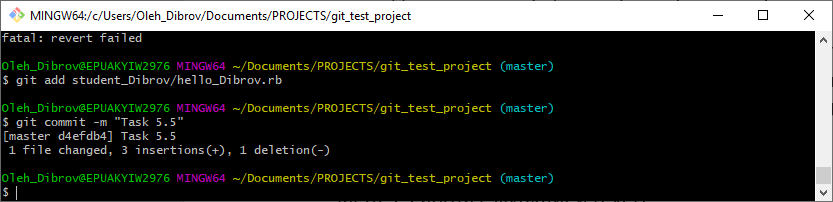 MINGW64:/c/Users/Oleh_Dibrov/Documents/PROJECTS/git_test_project
fatal: revert failed
Oleh_Dibrov@EPUAKYIW2976 MINGW64 ~/Documents/PROJECTS/git_test_project (master)
$ git add student_Dibrov/hello_Dibrov.rb
Oleh_Dibrov@EPUAKYIW2976 MINGW64 ~/Documents/PROJECTS/git_test_project (master)
$ git commit -m "Task 5.5"
[master d4efdb4] Task 5.5
 1 file changed, 3 insertions(+), 1 deletion(-)
Oleh_Dibrov@EPUAKYIW2976 MINGW64 ~/Documents/PROJECTS/git_test_project (master)
$